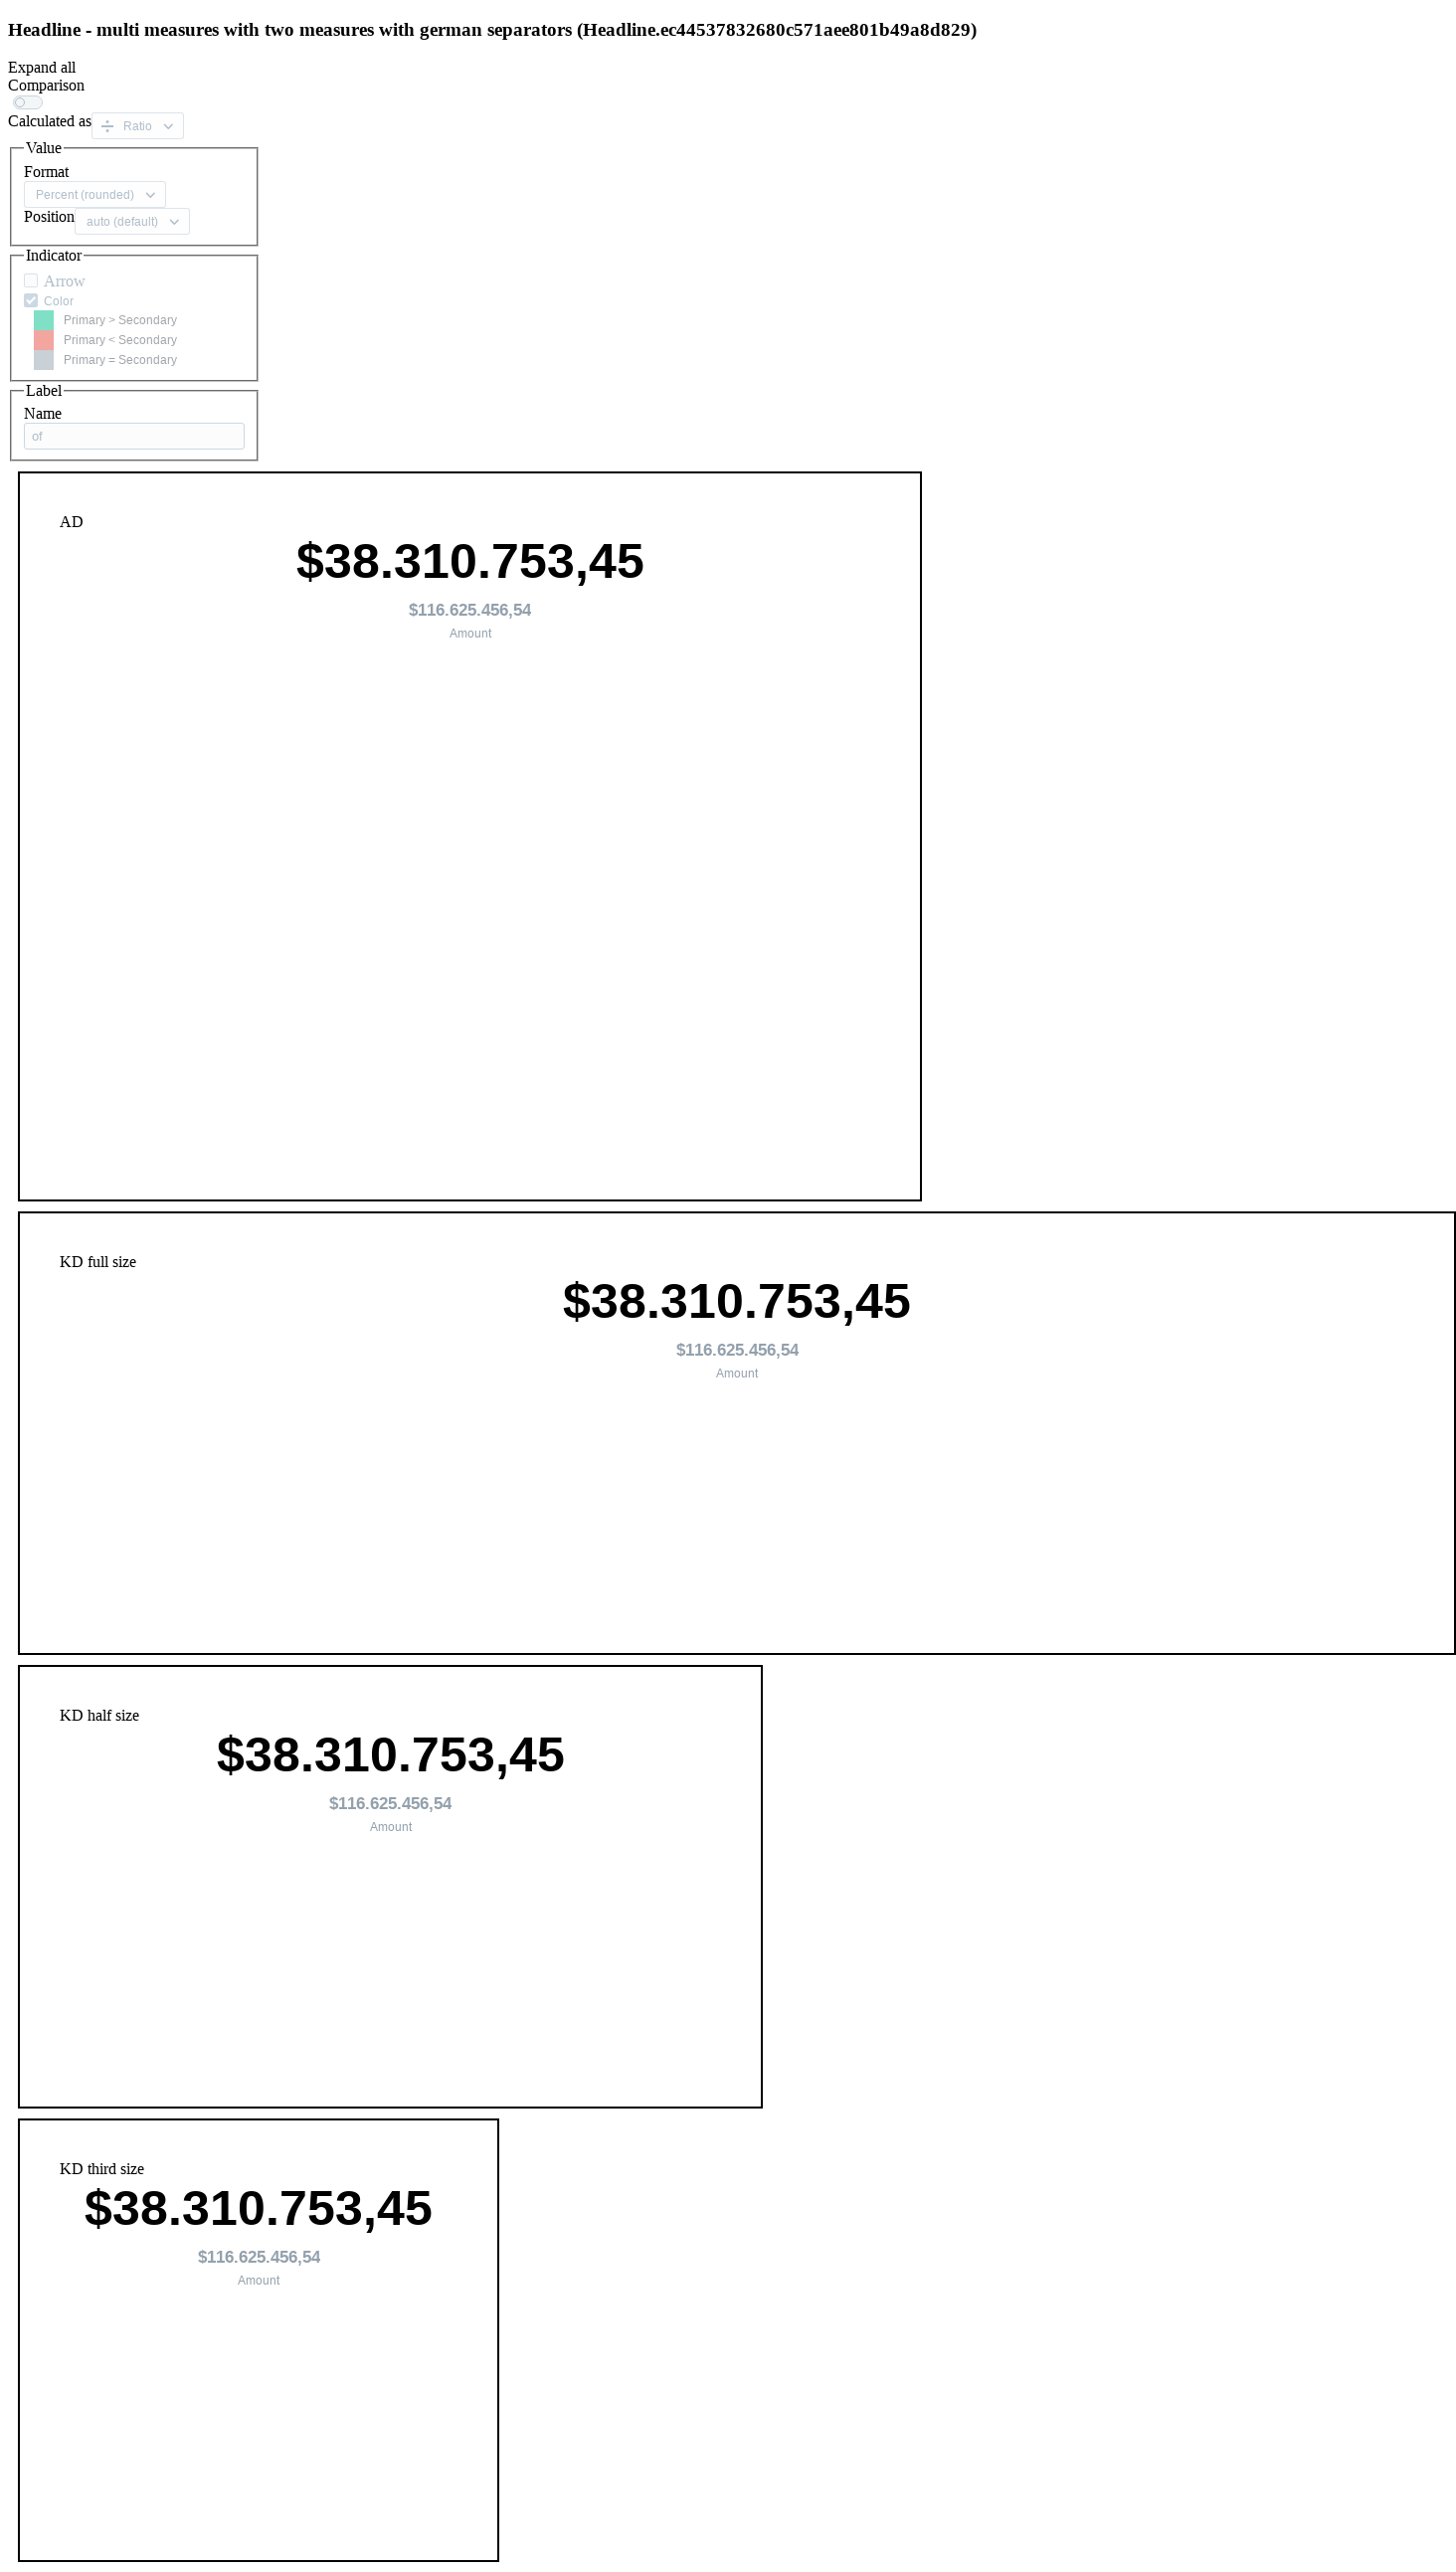 Headline - multi measures with two measures with german separators (Headline.ec44537832680c571aee801b49a8d829)
Expand all
Comparison
Calculated as Ratio
Value
Format
Percent (rounded)
Position auto (default)
Indicator
Arrow
Color
Primary > Secondary
Primary < Secondary
Primary = Secondary
Label
Name
of
AD
$38.310.753,45
$116.625.456,54
Amount
KD full size
$38.310.753,45
$116.625.456,54
Amount
KD half size
$38.310.753,45
$116.625.456,54
Amount
KD third size
$38.310.753,45
$116.625.456,54
Amount